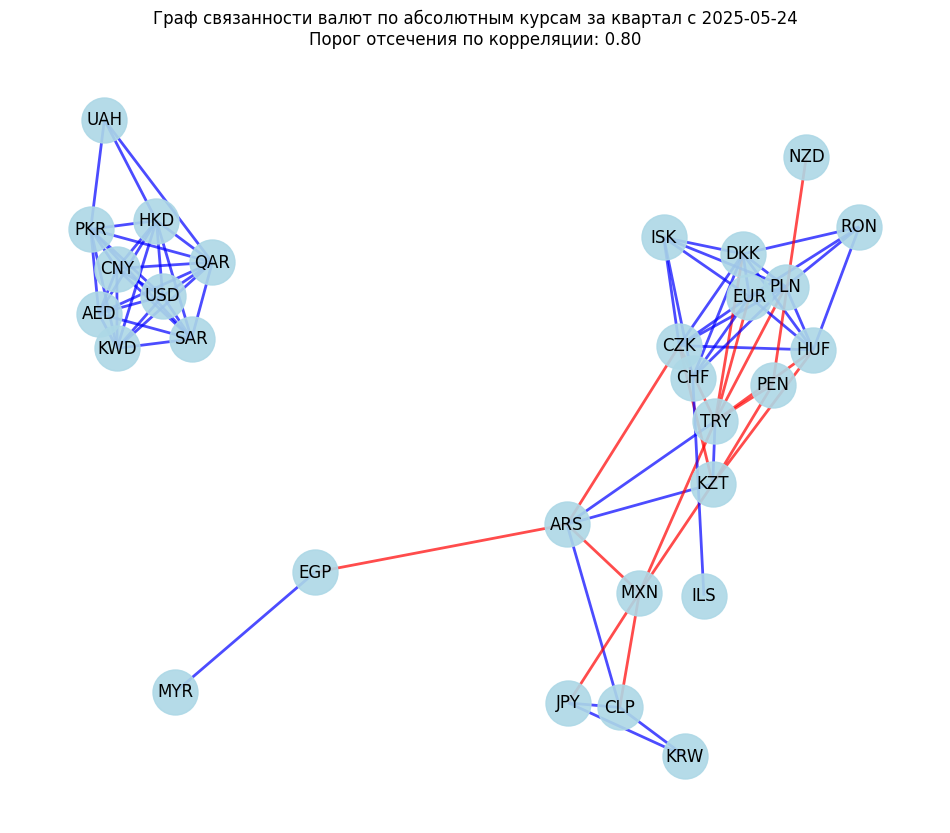 Граф связанности валют по абсолютным курсам за квартал с 2025-05-24
Порог отсечения по корреляции: 0.80
UAH
NZD
PKR
HKD
RON
ISK
DKK
CNY
QAR
USD
EUR
PLN
AED
SAR
KWD
CZK
HUF
CHF
PEN
TRY
KZT
ARS
EGP
MXN
ILS
MYR
JPY
CLP
KRW